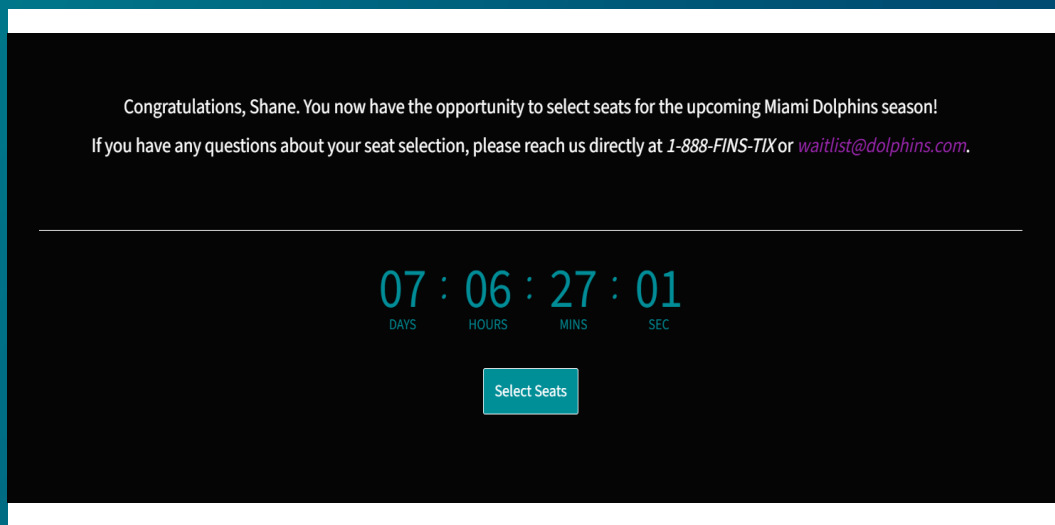 Congratulations, Shane. You now have the opportunity to select seats for the upcoming Miami Dolphins season!
If you have any questions about your seat selection, please reach us directly at 1-888-FINS-TIX or waitlist@dolphins.com.
07 : 06 : 27 : 01
DAYS HOURS MINS SEC
Select Seats